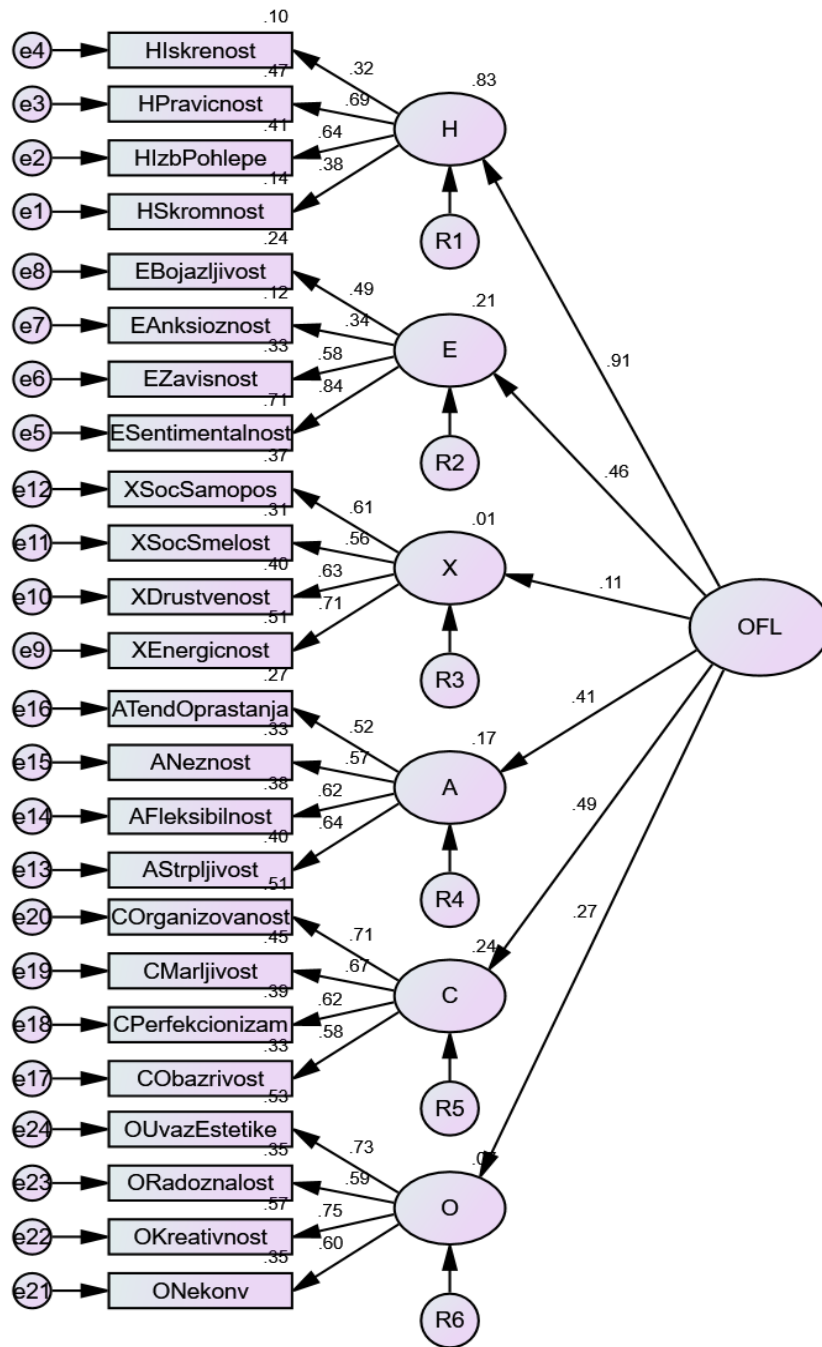 .10
e4 HIskrenost
.47 .32 .83
e3 HPravicnost .69 H
.41
e2 HIzbPohlepe .64
.14 .38
e1 HSkromnost R1
.24
e8 EBojazljivost
.12 .49 .21
e7 EAnksioznost .34 E
.33 .91
e6 EZavisnost .58
.71 .84
e5 ESentimentalnost R2
.37 .46
e12 XSocSamopos
.31 .61 .01
e11 XSocSmelost .56 X
.40
e10 XDrustvenost .63 .11
.51 .71 OFL
e9 XEnergicnost R3
.27
e16 ATendOprastanja
.33 .52 .17 .41
e15 ANeznost .57 A
.38
e14 AFleksibilnost .62 .49
.40 .64
e13 AStrpljivost R4
.51
e20 COrganizovanost .27
.45 .71 .24
e19 CMarljivost .67 C
.39
e18 CPerfekcionizam .62
.33 .58
e17 CObazrivost R5
.53
e24 OUvazEstetike
.35 .73
e23 ORadoznalost .59 O
.57
e22 OKreativnost .75
.35 .60
e21 ONekonv R6